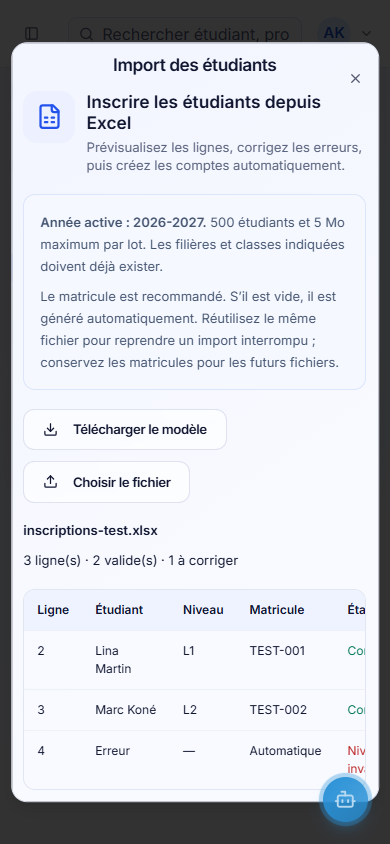 Rechercher étudiant, pro
AK
Import des étudiants
Inscrire les étudiants depuis
Excel
Prévisualisez les lignes, corrigez les erreurs,
puis créez les comptes automatiquement.
Année active : 2026-2027. 500 étudiants et 5 Mo
maximum par lot. Les filières et classes indiquées
doivent déjà exister.
Le matricule est recommandé. S’il est vide, il est
généré automatiquement. Réutilisez le même
fichier pour reprendre un import interrompu ;
conservez les matricules pour les futurs fichiers.
Télécharger le modèle
Choisir le fichier
inscriptions-test.xlsx
3 ligne(s) · 2 valide(s) · 1 à corriger
Ligne Étudiant Niveau Matricule Éta
2 Lina L1 TEST-001
Martin
3 Marc Koné L2 TEST-002
4 Erreur — Automatique Niv
inva